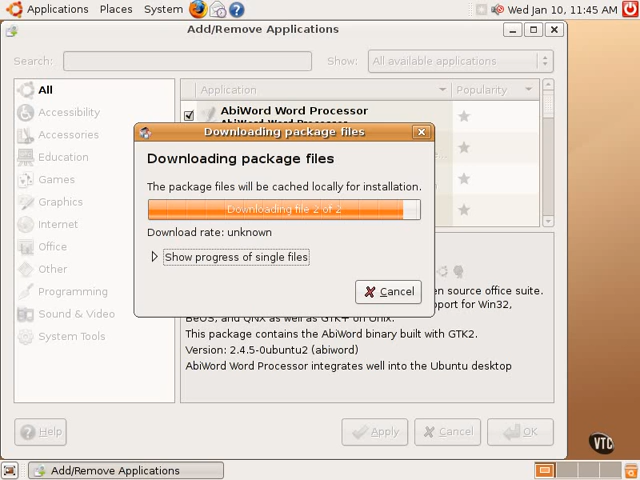 Applications Places System Wed Jan 10, 11:45 AM
Add/Remove Applications
Search: Show: All available applications
All
Accessibility
Accessories
Education
Games
Graphics
Internet
Office
Other
Programming
Sound & Video
System Tools
Application Popularity
AbiWord Word Processor
AbiWord Word Processor
Downloading package files
Downloading package files
The package files will be cached locally for installation.
Downloading file 2 of 2
Download rate: unknown
Show progress of single files
Cancel
en source office suite.
port for Win32,
BeOS, and QNX as well as GTK+ on Unix.
This package contains the AbiWord binary built with GTK2.
Version: 2.4.5-0ubuntu2 (abiword)
AbiWord Word Processor integrates well into the Ubuntu desktop
Help Apply Cancel OK
VTC
Add/Remove Applications